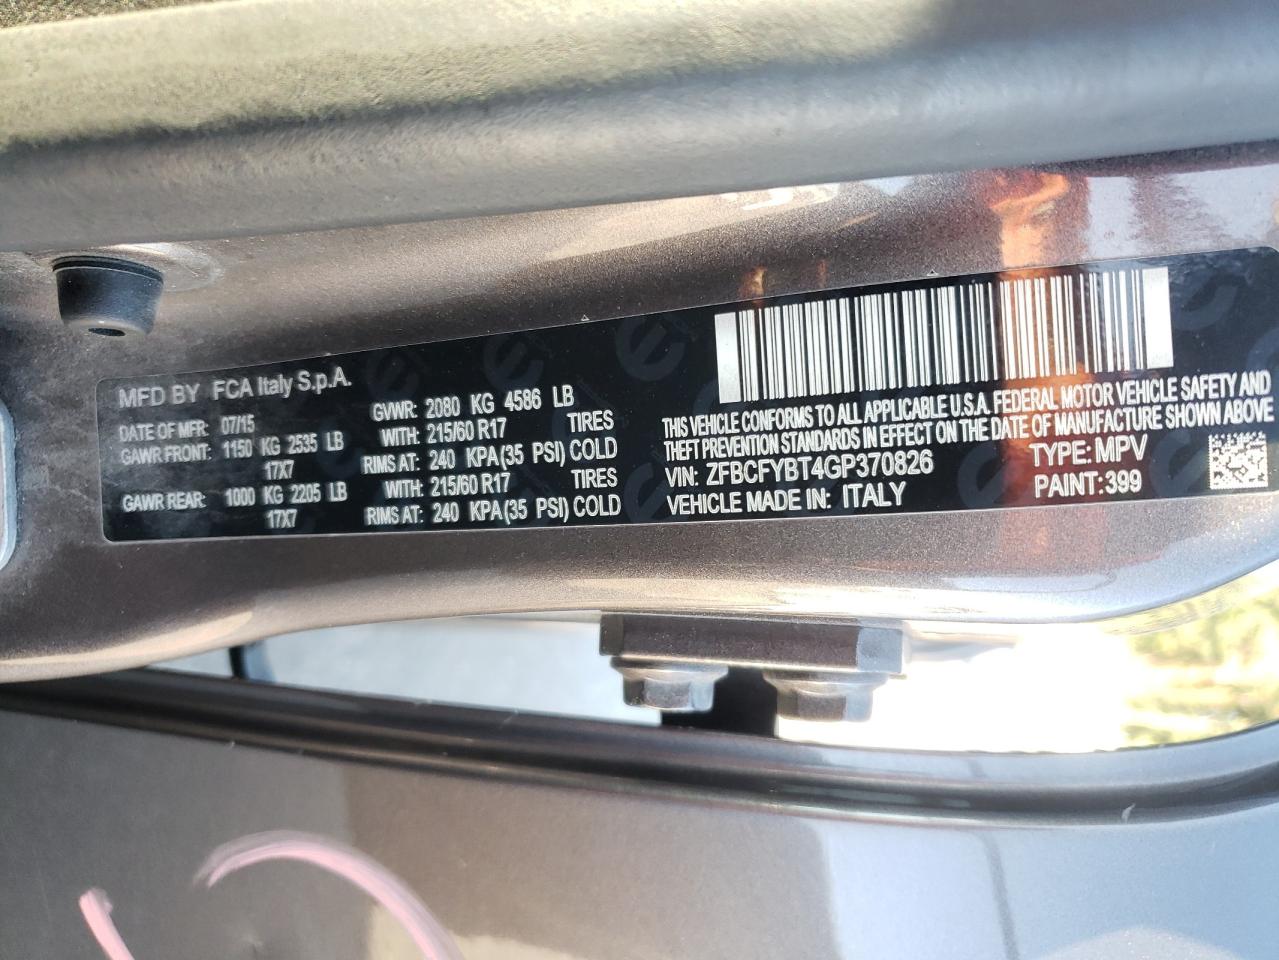 MFD BY FCA Italy S.p.A.
DATE OF MFR: 07/15 GVWR: 2080 KG 4586 LB
GAWR FRONT: 1150 KG 2535 LB WITH: 215/60 R17 TIRES
17X7 RIMS AT: 240 KPA(35 PSI) COLD
GAWR REAR: 1000 KG 2205 LB WITH: 215/60 R17 TIRES
17X7 RIMS AT: 240 KPA(35 PSI) COLD
THIS VEHICLE CONFORMS TO ALL APPLICABLE U.S.A. FEDERAL MOTOR VEHICLE SAFETY AND
THEFT PREVENTION STANDARDS IN EFFECT ON THE DATE OF MANUFACTURE SHOWN ABOVE
VIN: ZFBCFYBT4GP370826 TYPE: MPV
VEHICLE MADE IN: ITALY PAINT:399